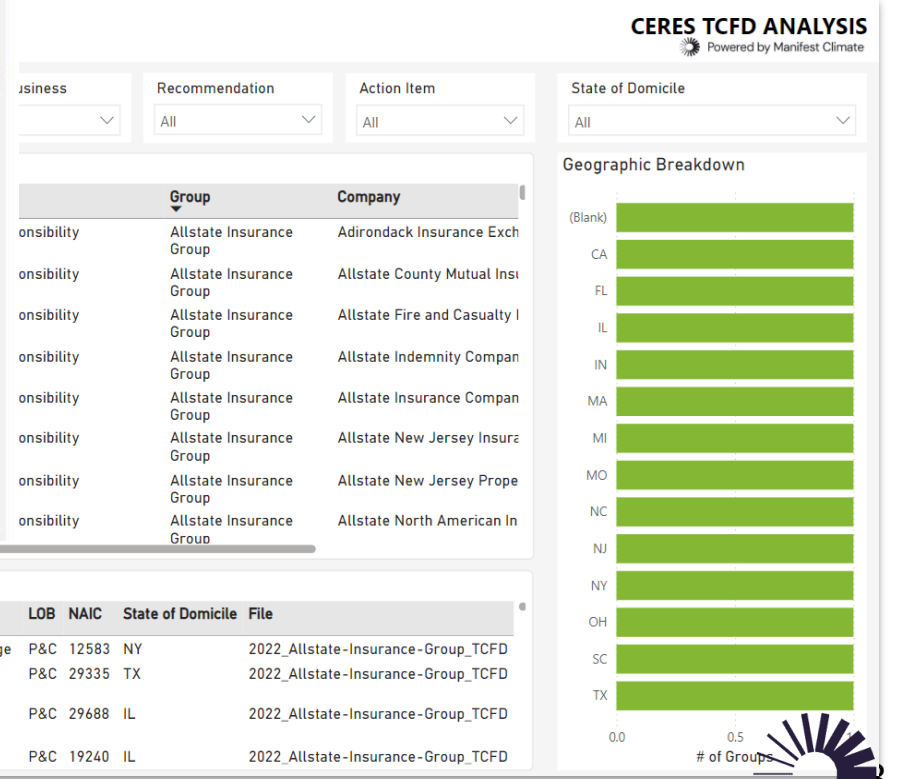 CERES TCFD ANALYSIS
Powered by Manifest Climate
usiness
Recommendation
Action Item
State of Domicile
All
All
All
Geographic Breakdown
Group
Company
onsibility
Allstate Insurance
Group
Adirondack Insurance Exch
onsibility
Allstate Insurance
Group
Allstate County Mutual Insu
onsibility
Allstate Insurance
Group
Allstate Fire and Casualty I
onsibility
Allstate Insurance
Group
Allstate Indemnity Compan
onsibility
Allstate Insurance
Group
Allstate Insurance Compan
onsibility
Allstate Insurance
Group
Allstate New Jersey Insura
onsibility
Allstate Insurance
Group
Allstate New Jersey Prope
onsibility
Allstate Insurance
Group
Allstate North American In
(Blank)
CA
FL
IL
IN
MA
MI
MO
NC
NJ
NY
OH
SC
TX
0.0
0.5
# of Groups
LOB NAIC State of Domicile File
ge P&C 12583 NY 2022_Allstate-Insurance-Group_TCFD
P&C 29335 TX 2022_Allstate-Insurance-Group_TCFD
P&C 29688 IL 2022_Allstate-Insurance-Group_TCFD
P&C 19240 IL 2022_Allstate-Insurance-Group_TCFD